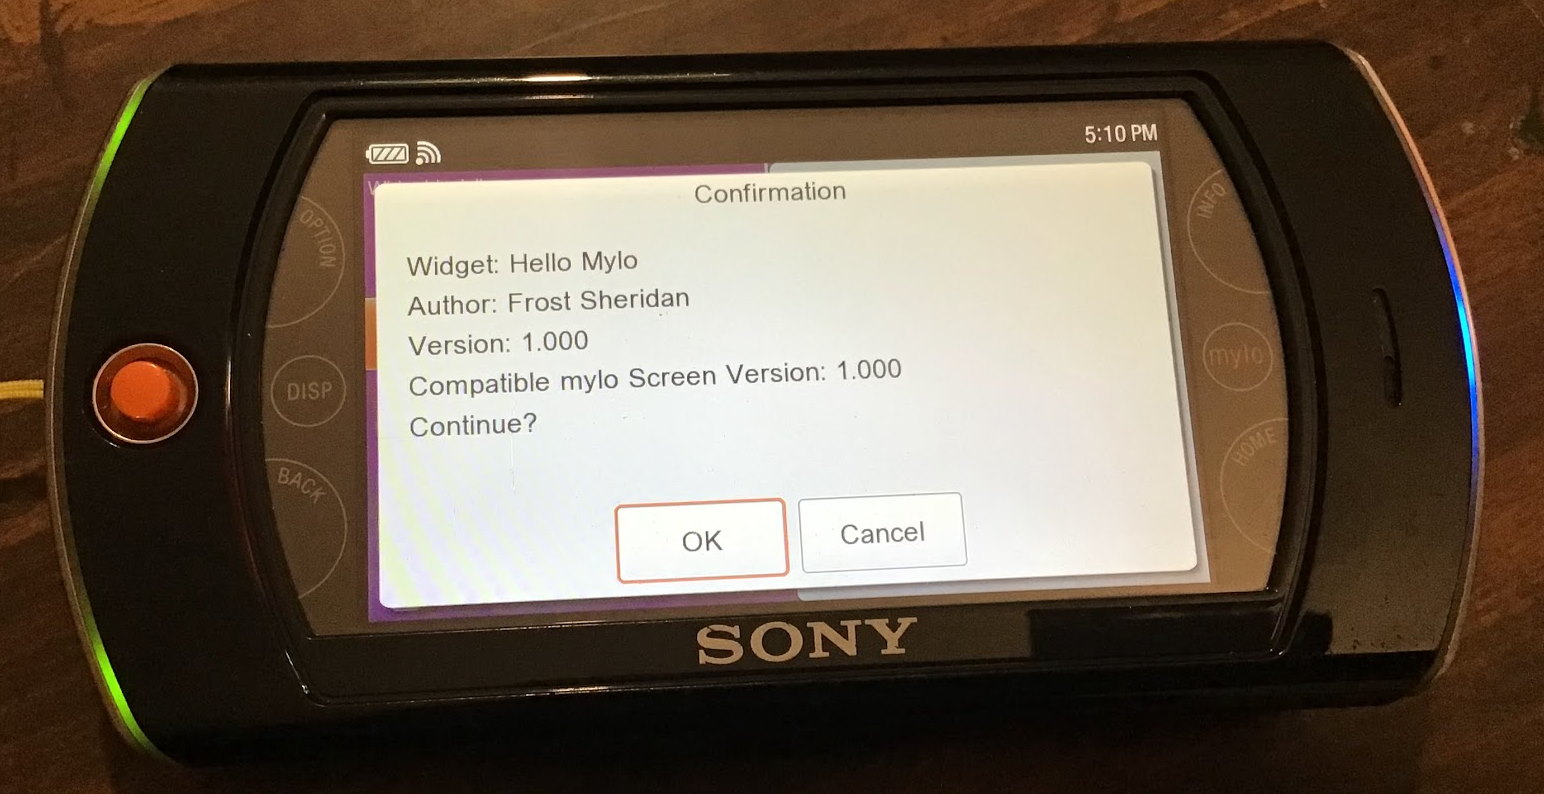 5:10 PM
Confirmation
OPTION
INFO
Widget: Hello Mylo
Author: Frost Sheridan
Version: 1.000
Compatible mylo Screen Version: 1.000
Continue?
DISP
mylo
BACK
HOME
OK
Cancel
SONY